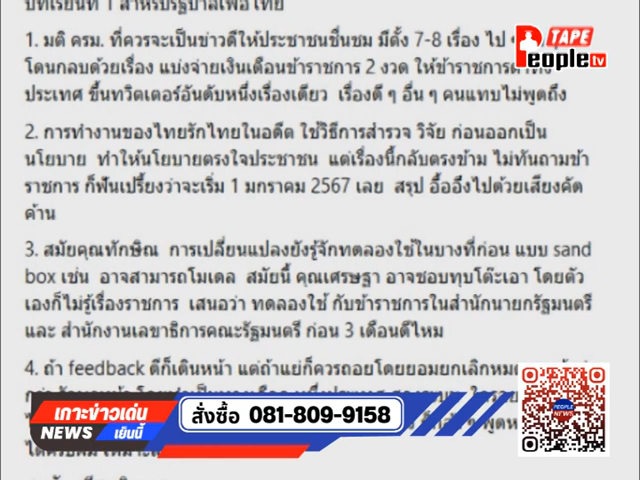 บทเรียนที่ 1 สำหรับรัฐบาลเพื่อไทย
TAPE
People tv
1. มติ ครม. ที่ควรจะเป็นข่าวดีให้ประชาชนชื่นชม มีตั้ง 7-8 เรื่อง ไป
โดนกลบด้วยเรื่อง แบ่งจ่ายเงินเดือนข้าราชการ 2 งวด ให้ข้าราชการด่าทั้ง
ประเทศ ขึ้นทวิตเตอร์อันดับหนึ่งเรื่องเดียว เรื่องดี ๆ อื่น ๆ คนแทบไม่พูดถึง
2. การทำงานของไทยรักไทยในอดีต ใช้วิธีการสำรวจ วิจัย ก่อนออกเป็น
นโยบาย ทำให้นโยบายตรงใจประชาชน แต่เรื่องนี้กลับตรงข้าม ไม่ทันถามข้า
ราชการ ก็ฟันเปรี้ยงว่าจะเริ่ม 1 มกราคม 2567 เลย สรุป อื้ออึงไปด้วยเสียงคัด
ค้าน
3. สมัยคุณทักษิณ การเปลี่ยนแปลงยังรู้จักทดลองใช้ในบางที่ก่อน แบบ sand
box เช่น อาจสามารถโมเดล สมัยนี้ คุณเศรษฐา อาจชอบทุบโต๊ะเอา โดยตัว
เองก็ไม่รู้เรื่องราชการ เสนอว่า ทดลองใช้ กับข้าราชการในสำนักนายกรัฐมนตรี
และ สำนักงานเลขาธิการคณะรัฐมนตรี ก่อน 3 เดือนดีไหม
4. ถ้า feedback ดีก็เดินหน้า แต่ถ้าแย่ก็ควรถอยโดยยอมยกเลิก
เกาะข่าวเด่น
NEWS เย็นนี้
สั่งซื้อ 081-809-9158
PEOPLE
NEWS